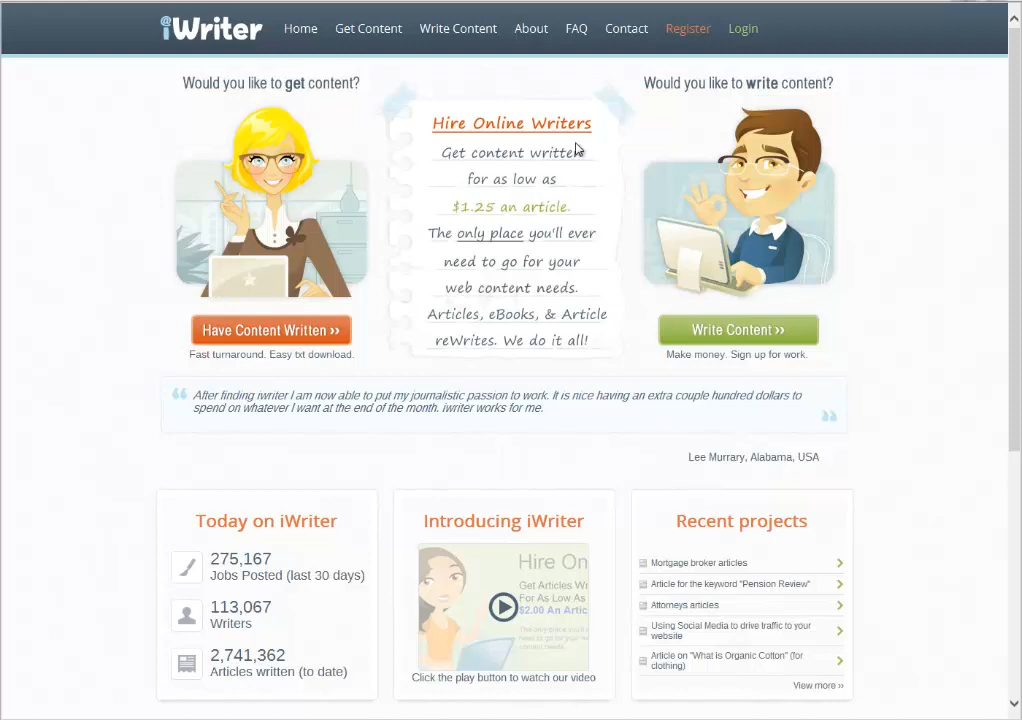 @iWriter
Home Get Content Write Content About FAQ Contact Register Login
Would you like to get content?
Have Content Written ››
Fast turnaround. Easy txt download.
Hire Online Writers
Get content written
for as low as
$1.25 an article.
The only place you'll ever
need to go for your
web content needs.
Articles, eBooks, & Article
reWrites. We do it all!
Would you like to write content?
Write Content ››
Make money. Sign up for work.
After finding iwriter I am now able to put my journalistic passion to work. It is nice having an extra couple hundred dollars to
spend on whatever I want at the end of the month. iwriter works for me.
Lee Murrary, Alabama, USA
Today on iWriter
275,167
Jobs Posted (last 30 days)
113,067
Writers
2,741,362
Articles written (to date)
Introducing iWriter
Hire On
Get Articles Wr
For As Low As
$2.00 An Artic
Click the play button to watch our video
Recent projects
Mortgage broker articles
Article for the keyword "Pension Review"
Attorneys articles
Using Social Media to drive traffic to your
website
Article on "What is Organic Cotton" (for
clothing)
View more ››